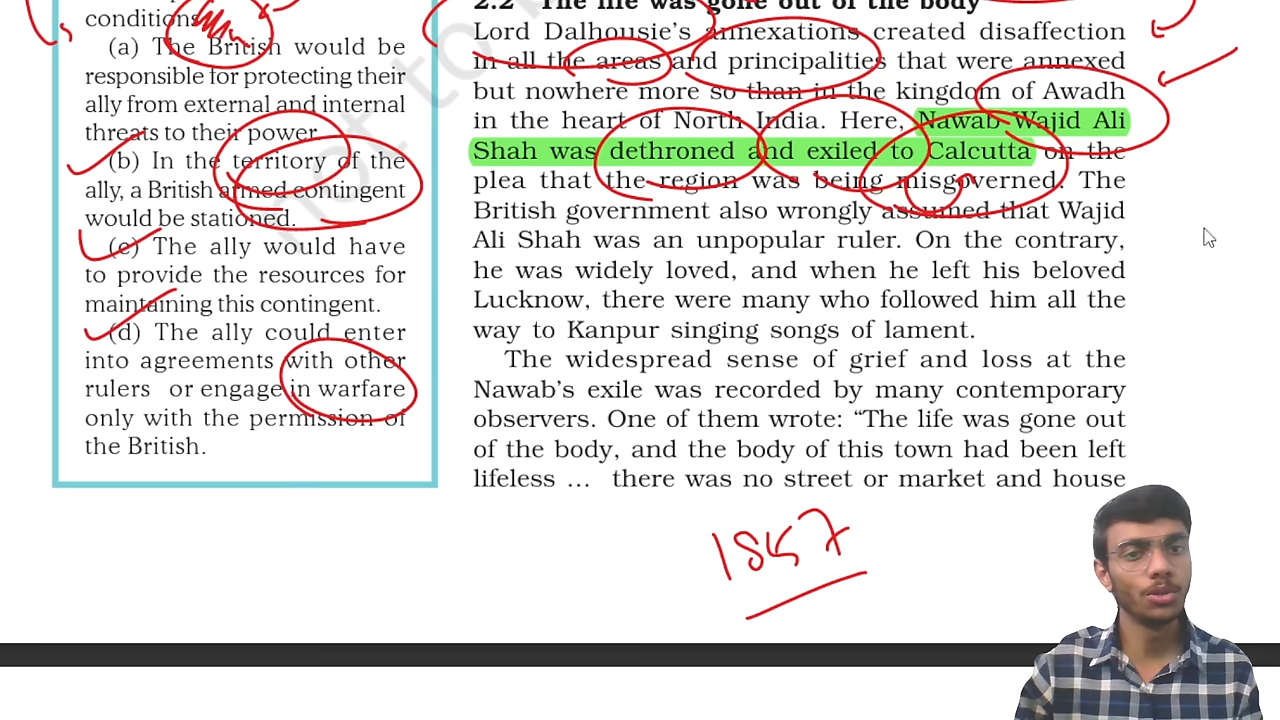 conditions.
(a) The British would be
responsible for protecting their
ally from external and internal
threats to their power.
(b) In the territory of the
ally, a British armed contingent
would be stationed.
(c) The ally would have
to provide the resources for
maintaining this contingent.
(d) The ally could enter
into agreements with other
rulers or engage in warfare
only with the permission of
the British.
2.2 "The life was gone out of the body"
Lord Dalhousie's annexations created disaffection
in all the areas and principalities that were annexed
but nowhere more so than in the kingdom of Awadh
in the heart of North India. Here, Nawab Wajid Ali
Shah was dethroned and exiled to Calcutta on the
plea that the region was being misgoverned. The
British government also wrongly assumed that Wajid
Ali Shah was an unpopular ruler. On the contrary,
he was widely loved, and when he left his beloved
Lucknow, there were many who followed him all the
way to Kanpur singing songs of lament.
The widespread sense of grief and loss at the
Nawab's exile was recorded by many contemporary
observers. One of them wrote: “The life was gone out
of the body, and the body of this town had been left
lifeless … there was no street or market and house
1857